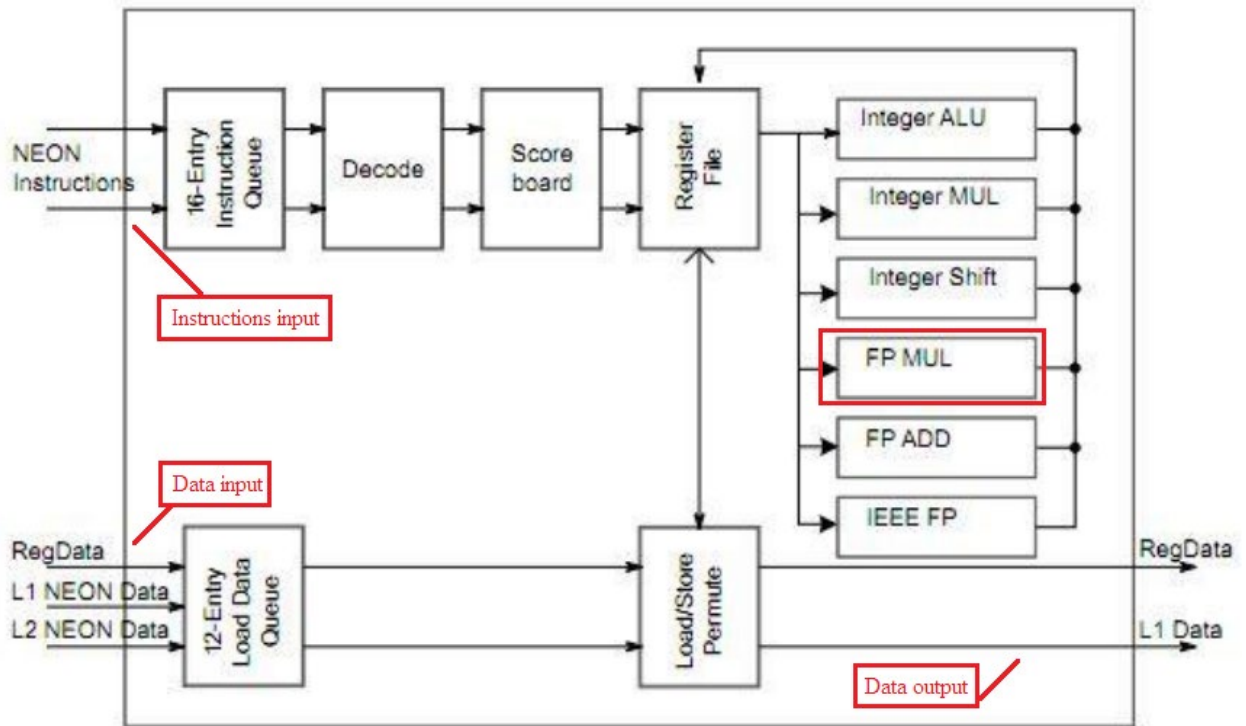 NEON
Instructions
16-Entry
Instruction
Queue
Decode
Score
board
Register
File
Integer ALU
Integer MUL
Integer Shift
FP MUL
FP ADD
IEEE FP
Instructions input
Data input
RegData
L1 NEON Data
L2 NEON Data
12-Entry
Load Data
Queue
Load/Store
Permute
RegData
L1 Data
Data output